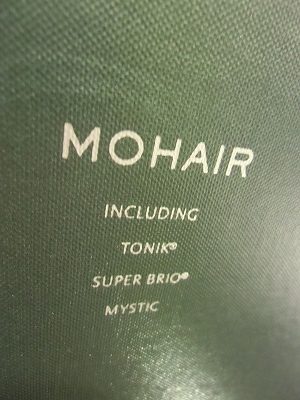 MOHAIR
INCLUDING
TONIK®
SUPER BRIO®
MYSTIC